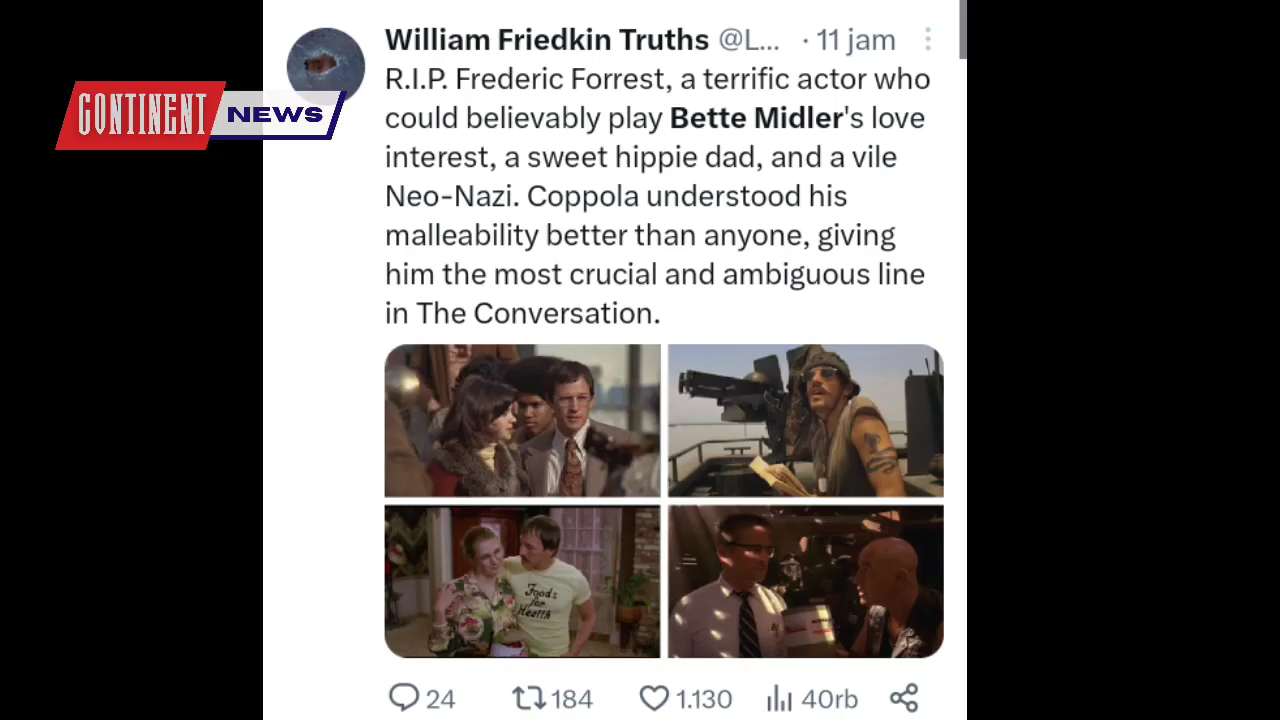 CONTINENT NEWS
William Friedkin Truths @L... · 11 jam
R.I.P. Frederic Forrest, a terrific actor who
could believably play Bette Midler's love
interest, a sweet hippie dad, and a vile
Neo-Nazi. Coppola understood his
malleability better than anyone, giving
him the most crucial and ambiguous line
in The Conversation.
Foods
for
Health
24 184 1.130 40rb